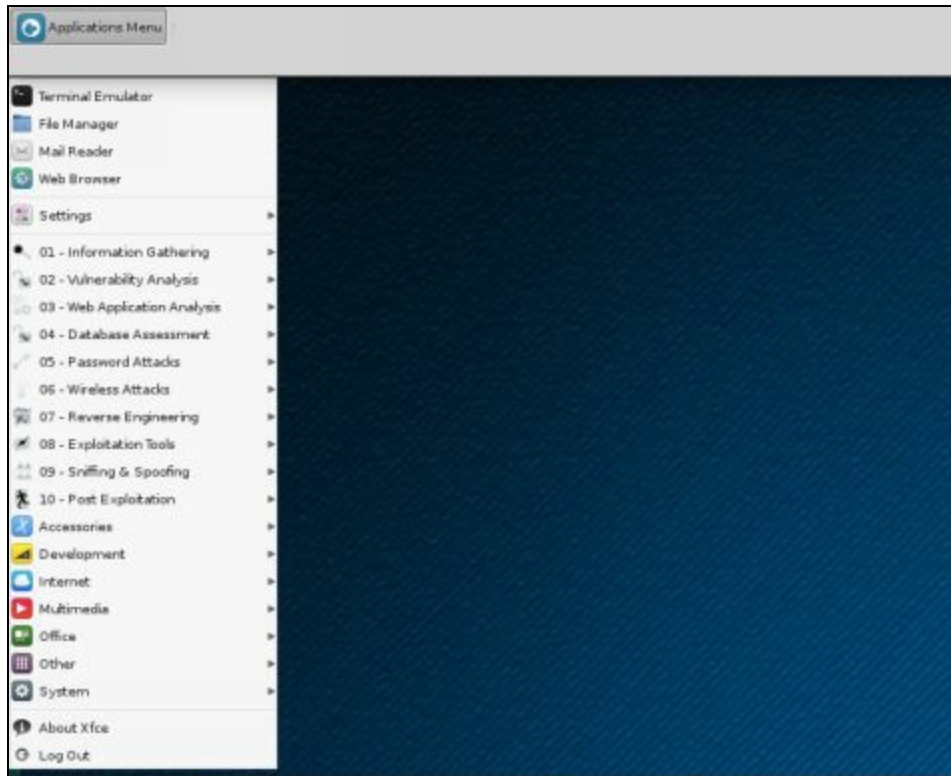 Applications Menu
Terminal Emulator
File Manager
Mail Reader
Web Browser
Settings
01 - Information Gathering
02 - Vulnerability Analysis
03 - Web Application Analysis
04 - Database Assessment
05 - Password Attacks
06 - Wireless Attacks
07 - Reverse Engineering
08 - Exploitation Tools
09 - Sniffing & Spoofing
10 - Post Exploitation
Accessories
Development
Internet
Multimedia
Office
Other
System
About Xfce
Log Out